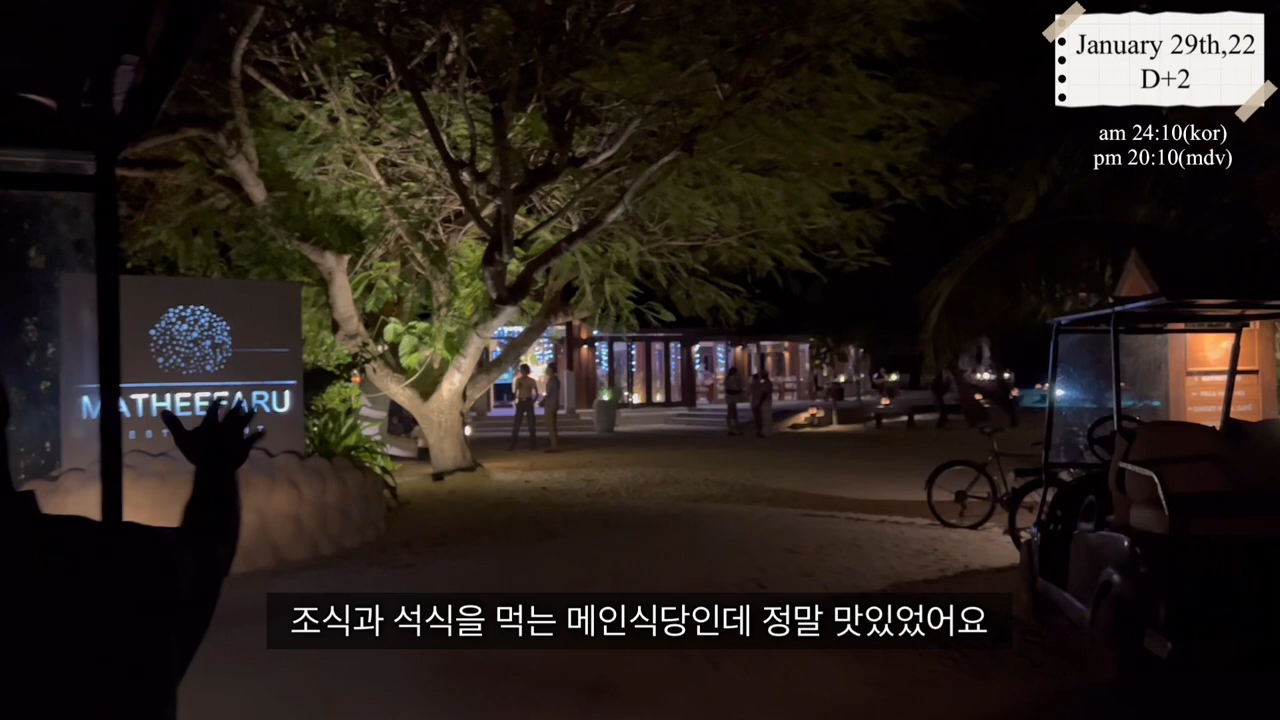 January 29th,22
D+2
am 24:10(kor)
pm 20:10(mdv)
MATHEEFARU
조식과 석식을 먹는 메인식당인데 정말 맛있었어요